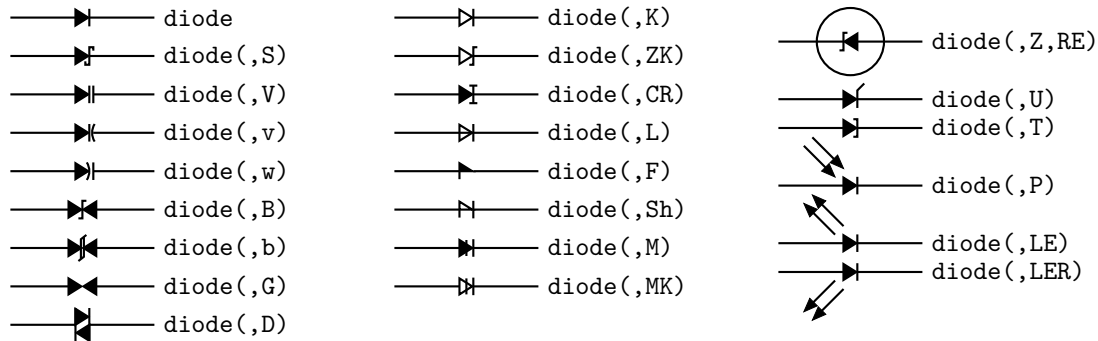 diode
diode(,S)
diode(,V)
diode(,v)
diode(,w)
diode(,B)
diode(,b)
diode(,G)
diode(,D)
diode(,K)
diode(,ZK)
diode(,CR)
diode(,L)
diode(,F)
diode(,Sh)
diode(,M)
diode(,MK)
diode(,Z,RE)
diode(,U)
diode(,T)
diode(,P)
diode(,LE)
diode(,LER)